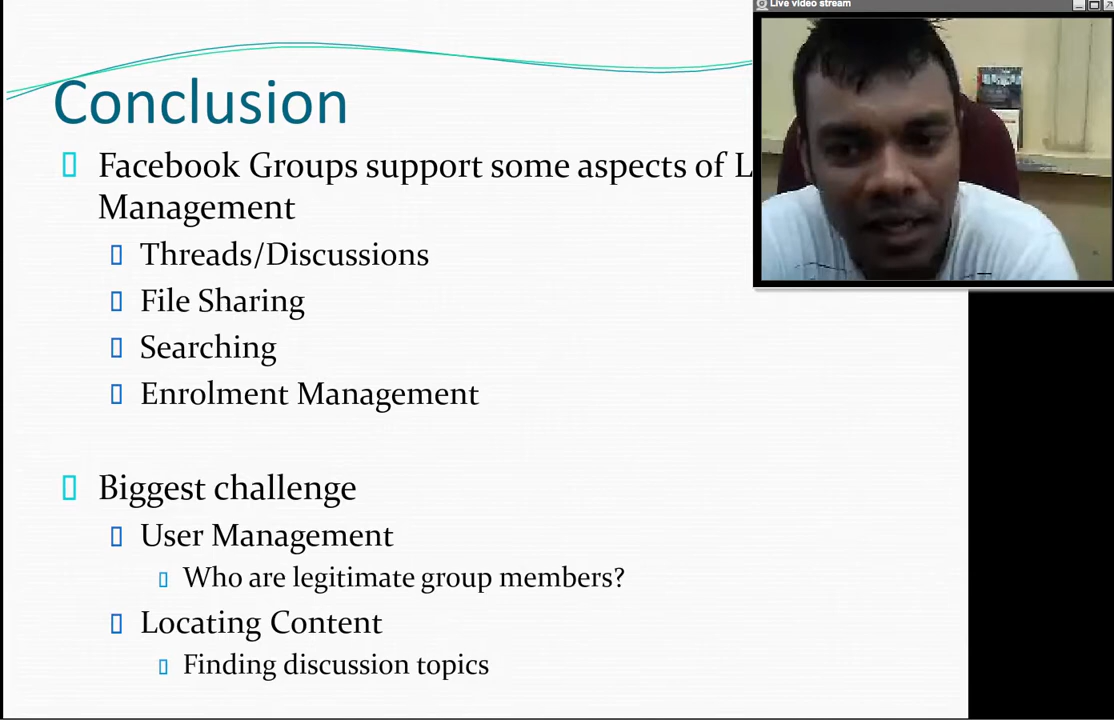 Live video stream
Conclusion
Facebook Groups support some aspects of L
Management
Threads/Discussions
File Sharing
Searching
Enrolment Management
Biggest challenge
User Management
Who are legitimate group members?
Locating Content
Finding discussion topics